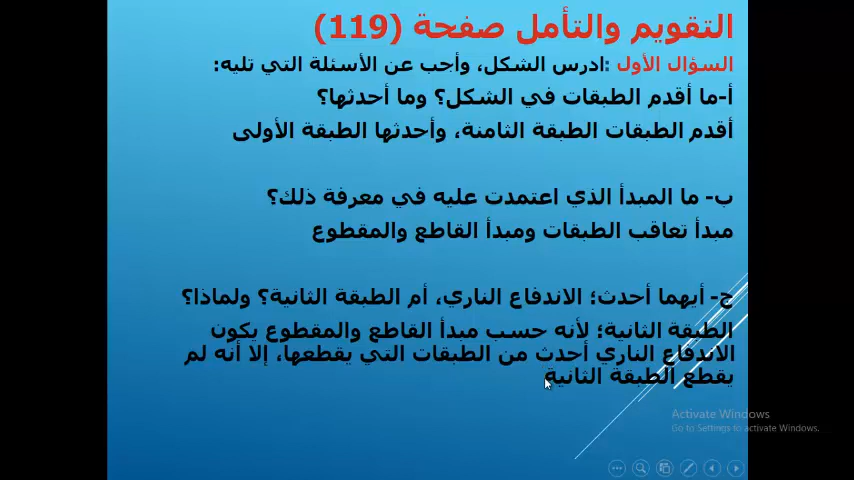 التقويم والتأمل صفحة (119)
السؤال الأول :ادرس الشكل، وأجب عن الأسئلة التي تليه:
أ-ما أقدم الطبقات في الشكل؟ وما أحدثها؟
أقدم الطبقات الطبقة الثامنة، وأحدثها الطبقة الأولى
ب- ما المبدأ الذي اعتمدت عليه في معرفة ذلك؟
مبدأ تعاقب الطبقات ومبدأ القاطع والمقطوع
ج- أيهما أحدث؛ الاندفاع الناري، أم الطبقة الثانية؟ ولماذا؟
الطبقة الثانية؛ لأنه حسب مبدأ القاطع والمقطوع يكون
الاندفاع الناري أحدث من الطبقات التي يقطعها، إلا أنه لم
يقطع الطبقة الثانية
Activate Windows
Go to Settings to activate Windows.